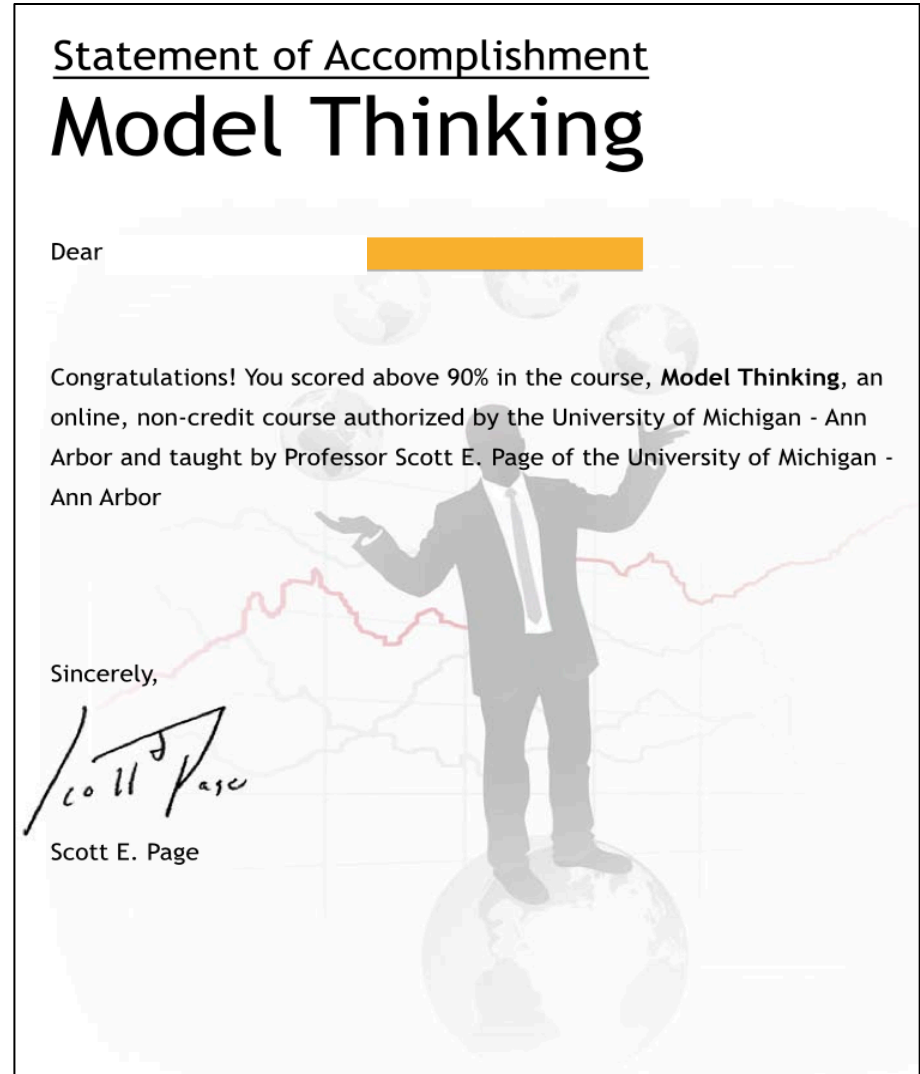 Statement of Accomplishment
Model Thinking
Dear
Congratulations! You scored above 90% in the course, Model Thinking, an
online, non-credit course authorized by the University of Michigan - Ann
Arbor and taught by Professor Scott E. Page of the University of Michigan -
Ann Arbor
Sincerely,
Scott E Page
Scott E. Page